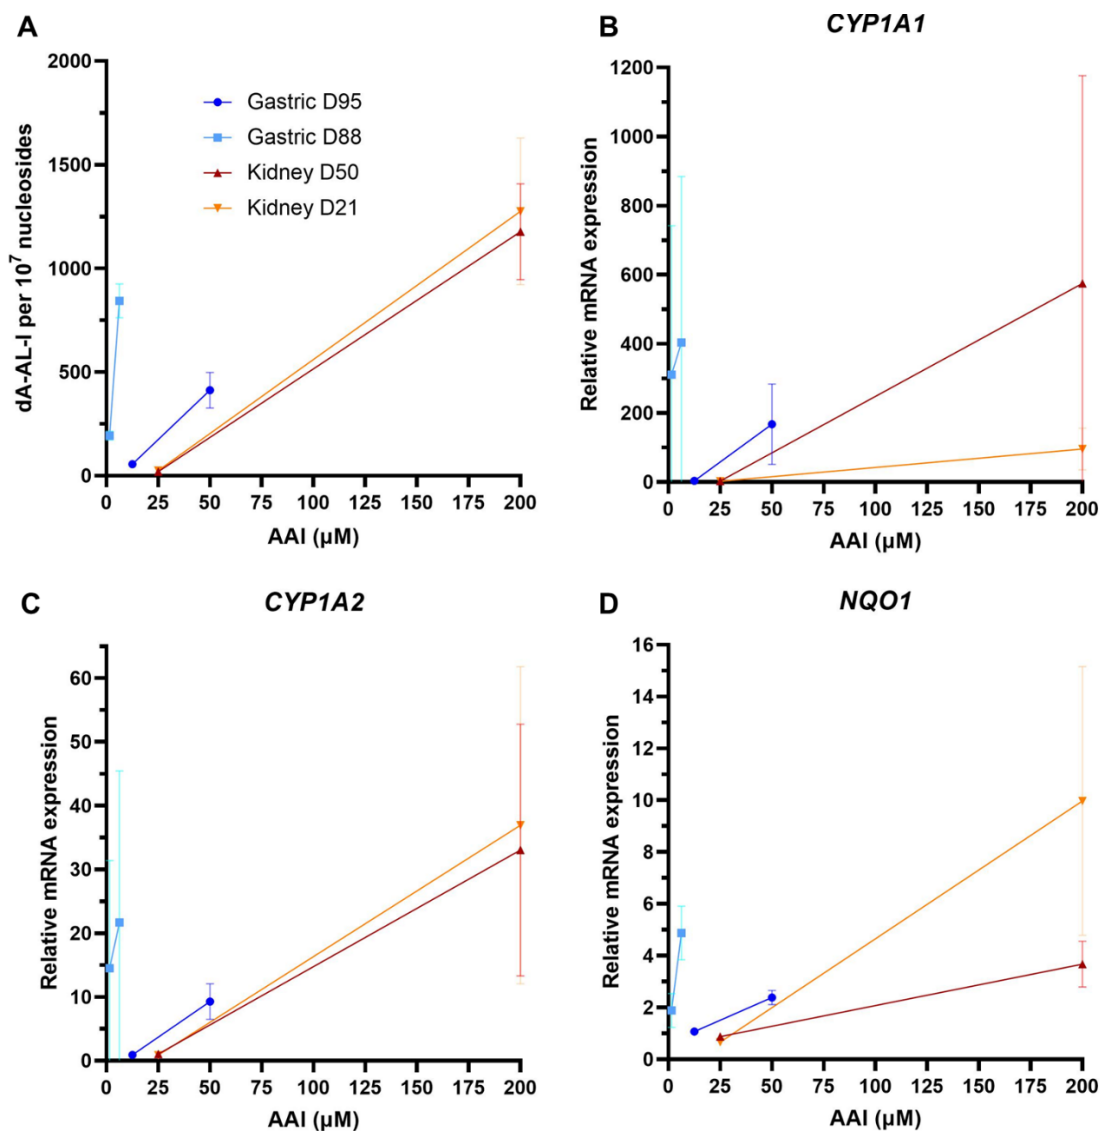 A
2000
1500
1000
500
0
dA-AL-I per 10⁷ nucleosides
Gastric D95
Gastric D88
Kidney D50
Kidney D21
0 25 50 75 100 125 150 175 200
AAI (µM)
B
CYP1A1
1200
1000
800
600
400
200
0
Relative mRNA expression
0 25 50 75 100 125 150 175 200
AAI (µM)
C
CYP1A2
60
50
40
30
20
10
0
Relative mRNA expression
0 25 50 75 100 125 150 175 200
AAI (µM)
D
NQO1
16
14
12
10
8
6
4
2
0
Relative mRNA expression
0 25 50 75 100 125 150 175 200
AAI (µM)